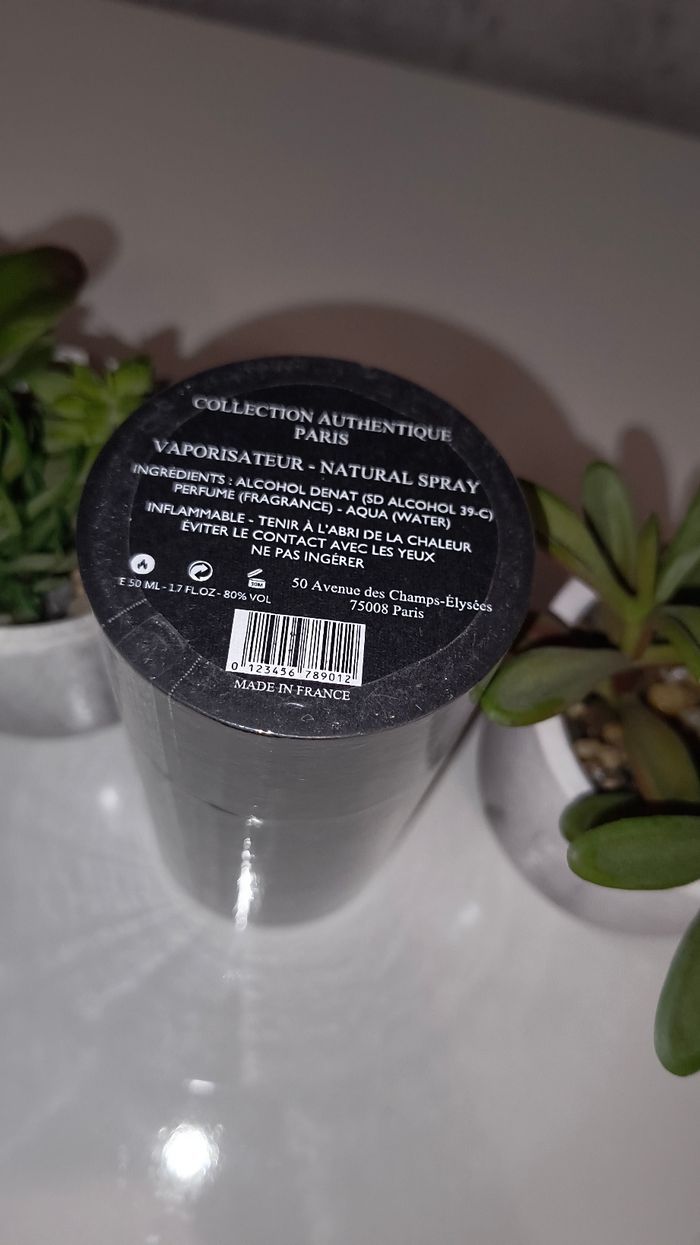 COLLECTION AUTHENTIQUE
PARIS
VAPORISATEUR - NATURAL SPRAY
INGRÉDIENTS : ALCOHOL DENAT (SD ALCOHOL 39-C)
PERFUME (FRAGRANCE) - AQUA (WATER)
INFLAMMABLE - TENIR À L'ABRI DE LA CHALEUR
ÉVITER LE CONTACT AVEC LES YEUX
NE PAS INGÉRER
E 50 ML - 1.7 FL.OZ - 80% VOL
50 Avenue des Champs-Élysées
75008 Paris
0 123456 789012
MADE IN FRANCE